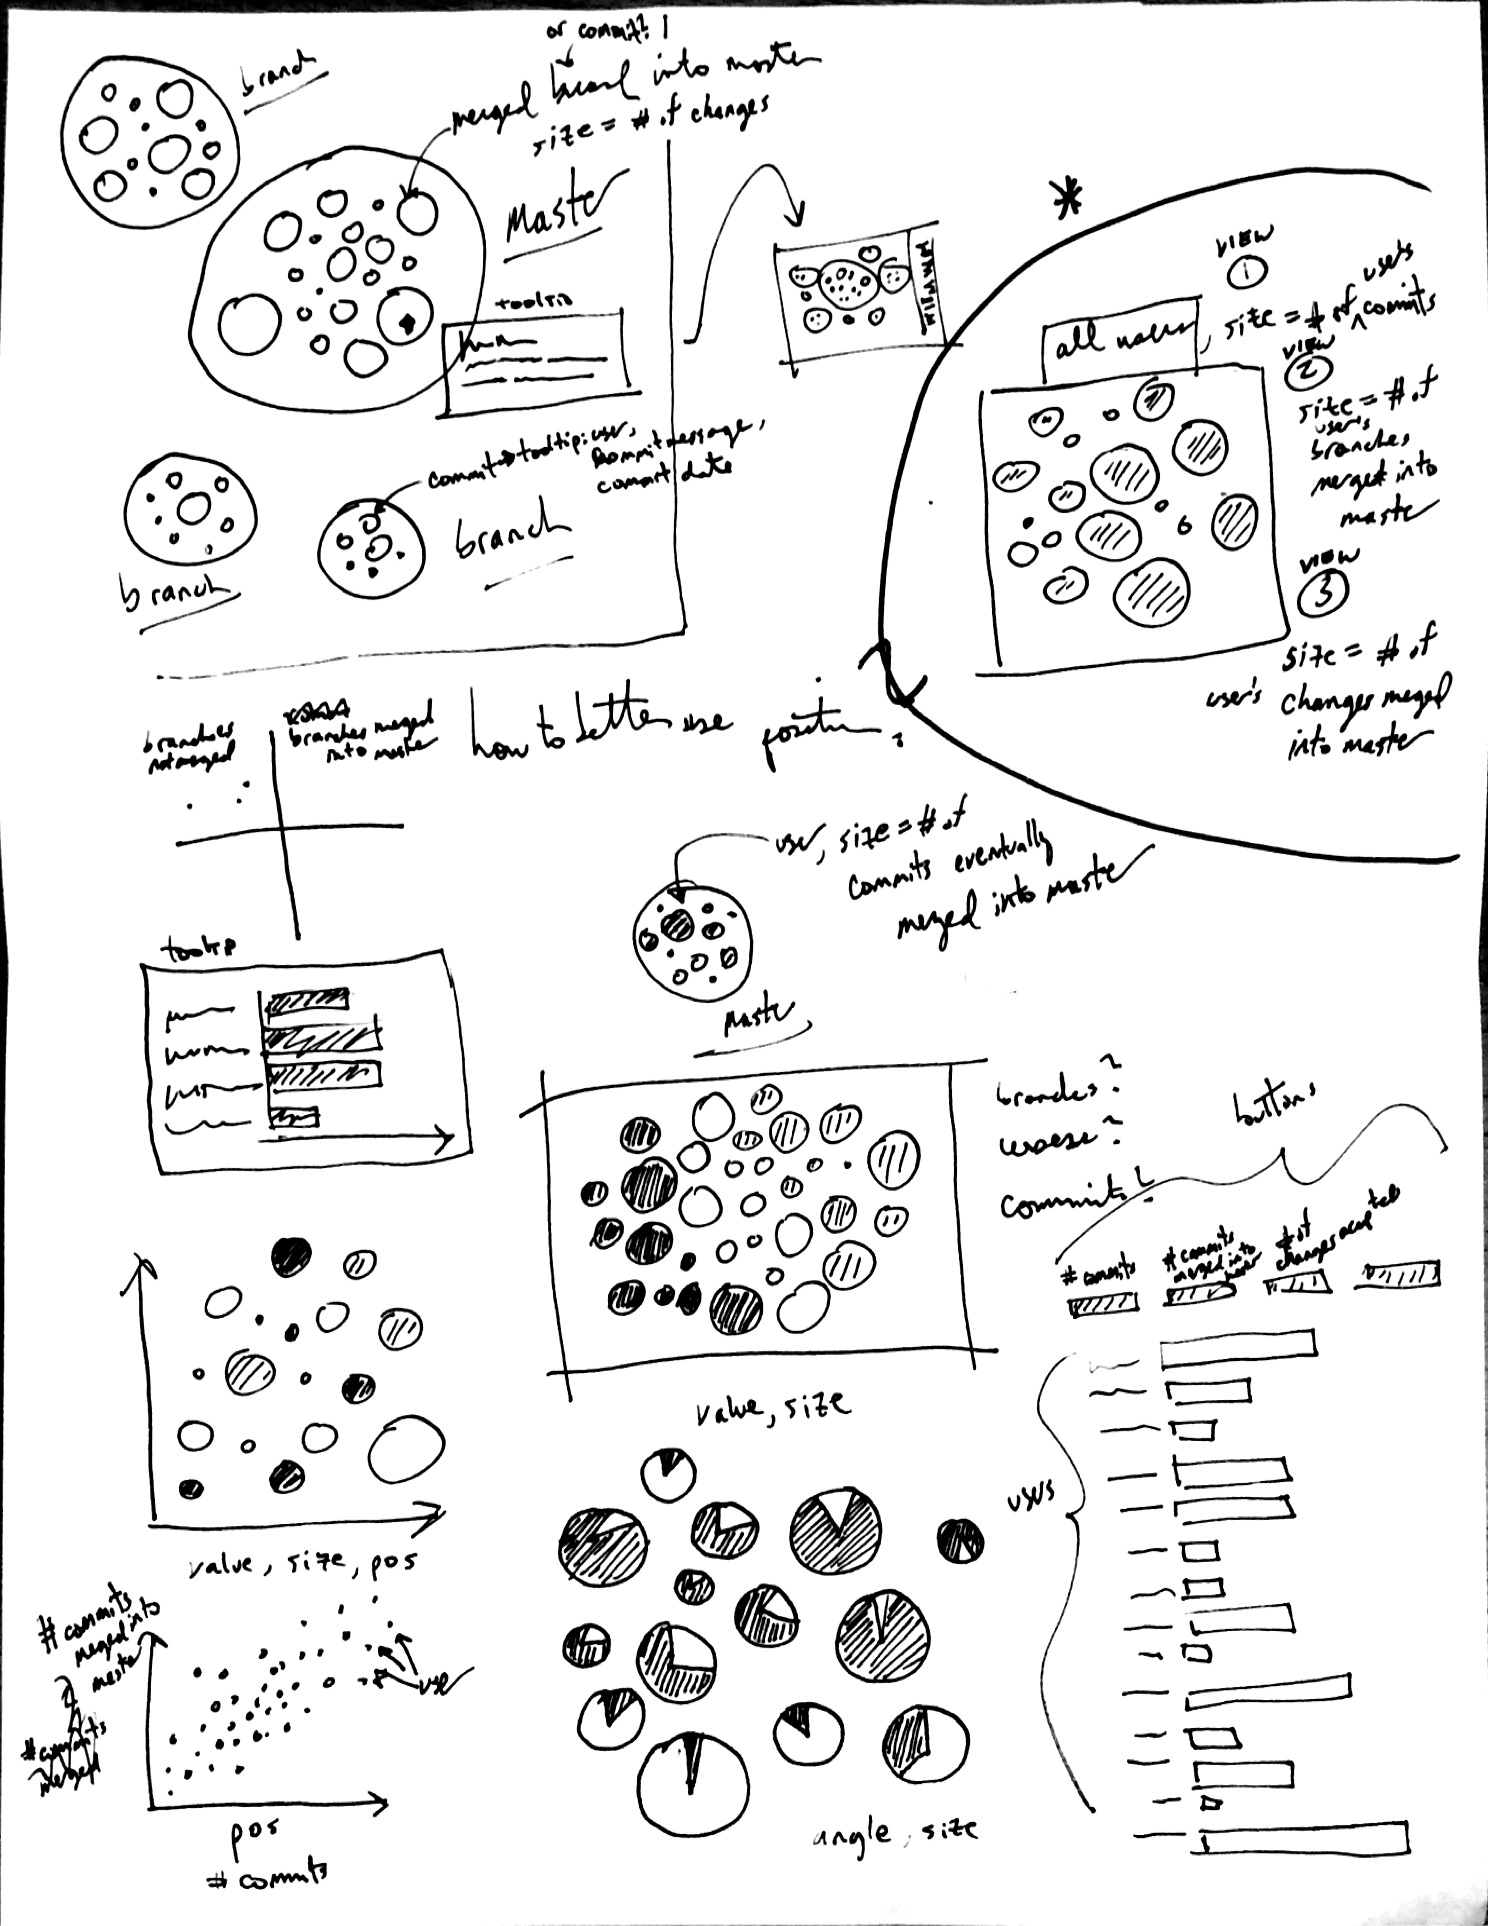 or commit?!
branch
merged branch into master
size = # of changes
Master
tooltip
commit → tooltip: user,
commit message,
commit date
branch
branch
*
VIEW
1
all users, size = # of user's commits
VIEW
2
size = # of
user's
branches
merged into
master
VIEW
3
size = # of
user's changes merged
into master
branches
not merged
branches merged
into master
how to better use position?
user, size = # of
commits eventually
merged into master
Master
tooltip
branches?
users?
commits?
buttons
# commits
# commits
merged into
master
# of
changes accepted
value, size
users
value, size, pos
# commits
merged into
master
user
# commits
merged
pos
# commits
angle, size